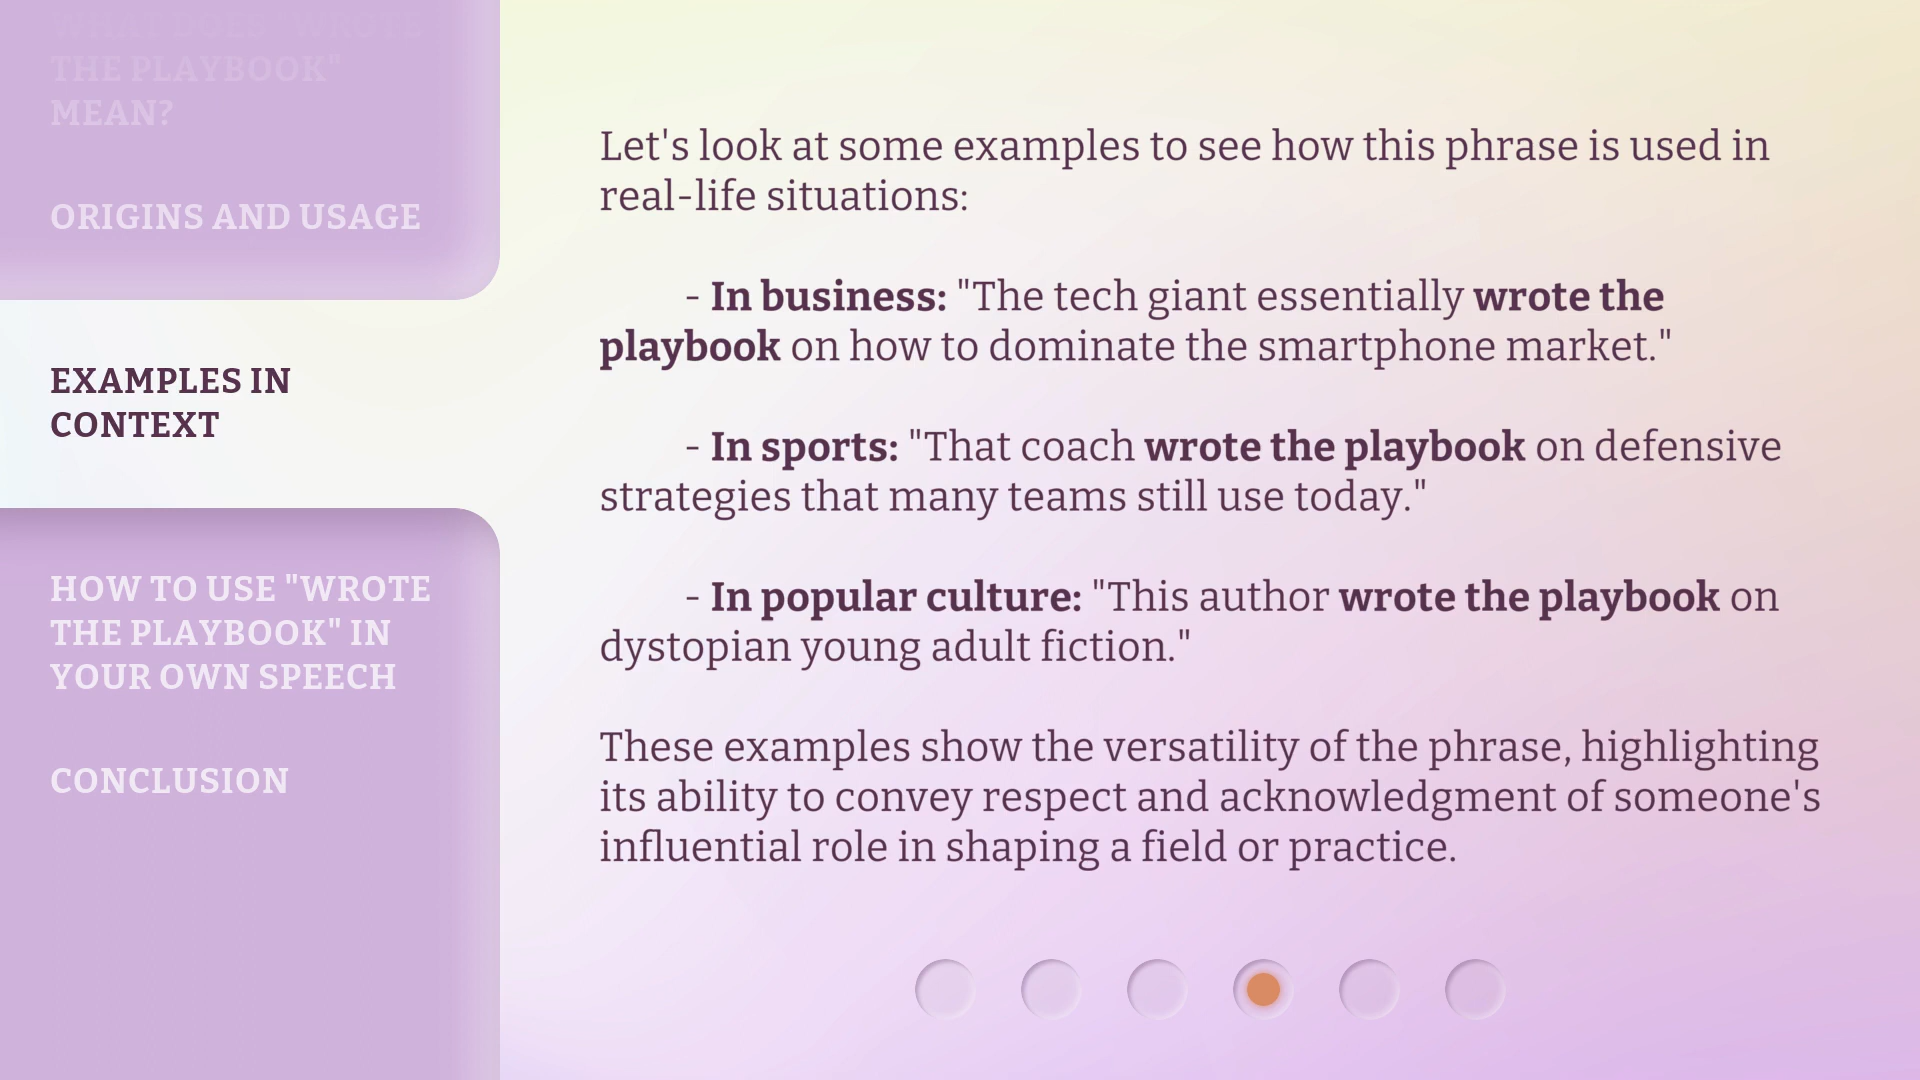 WHAT DOES "WROTE
THE PLAYBOOK"
MEAN?
ORIGINS AND USAGE
EXAMPLES IN
CONTEXT
HOW TO USE "WROTE
THE PLAYBOOK" IN
YOUR OWN SPEECH
CONCLUSION
Let's look at some examples to see how this phrase is used in
real-life situations:
- In business: "The tech giant essentially wrote the
playbook on how to dominate the smartphone market."
- In sports: "That coach wrote the playbook on defensive
strategies that many teams still use today."
- In popular culture: "This author wrote the playbook on
dystopian young adult fiction."
These examples show the versatility of the phrase, highlighting
its ability to convey respect and acknowledgment of someone's
influential role in shaping a field or practice.